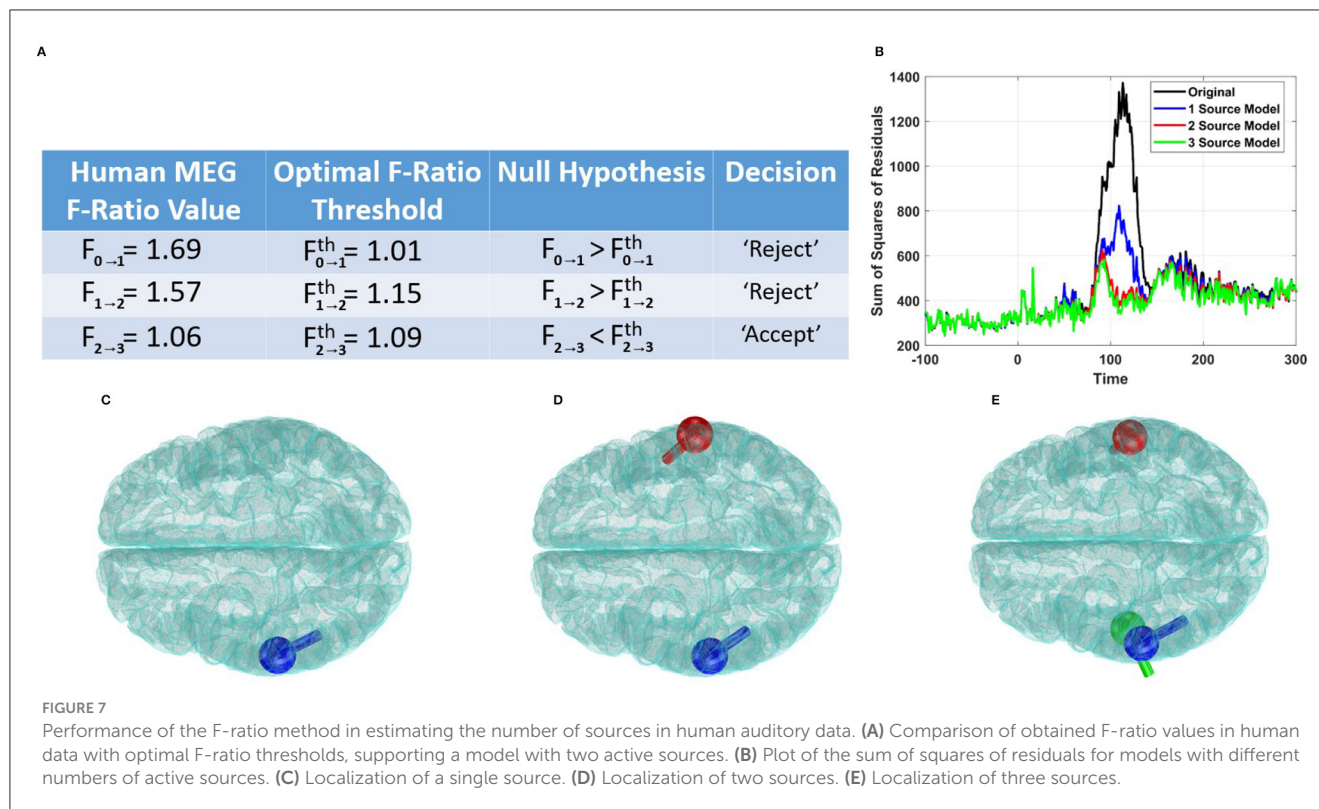 A
Human MEG F-Ratio Value
Optimal F-Ratio Threshold
Null Hypothesis
Decision
F0→1= 1.69
Fth0→1= 1.01
F0→1 > Fth0→1
'Reject'
F1→2= 1.57
Fth1→2= 1.15
F1→2 > Fth1→2
'Reject'
F2→3= 1.06
Fth2→3= 1.09
F2→3 < Fth2→3
'Accept'
B
Sum of Squares of Residuals
1400
1200
1000
800
600
400
200
-100
0
100
200
300
Time
Original
1 Source Model
2 Source Model
3 Source Model
C
D
E
FIGURE 7
Performance of the F-ratio method in estimating the number of sources in human auditory data. (A) Comparison of obtained F-ratio values in human
data with optimal F-ratio thresholds, supporting a model with two active sources. (B) Plot of the sum of squares of residuals for models with different
numbers of active sources. (C) Localization of a single source. (D) Localization of two sources. (E) Localization of three sources.